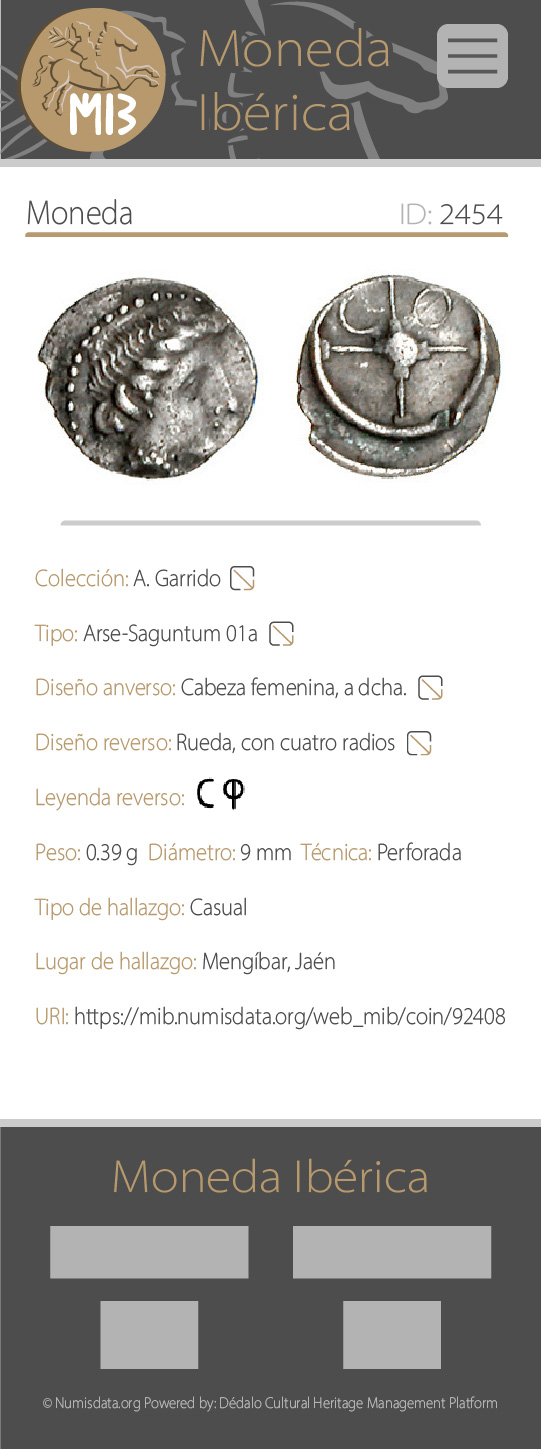 MIB
Moneda
Ibérica
Moneda ID: 2454
Colección: A. Garrido
Tipo: Arse-Saguntum 01a
Diseño anverso: Cabeza femenina, a dcha.
Diseño reverso: Rueda, con cuatro radios
Leyenda reverso:
Peso: 0.39 g Diámetro: 9 mm Técnica: Perforada
Tipo de hallazgo: Casual
Lugar de hallazgo: Mengíbar, Jaén
URI: https://mib.numisdata.org/web_mib/coin/92408
Moneda Ibérica
© Numisdata.org Powered by: Dédalo Cultural Heritage Management Platform